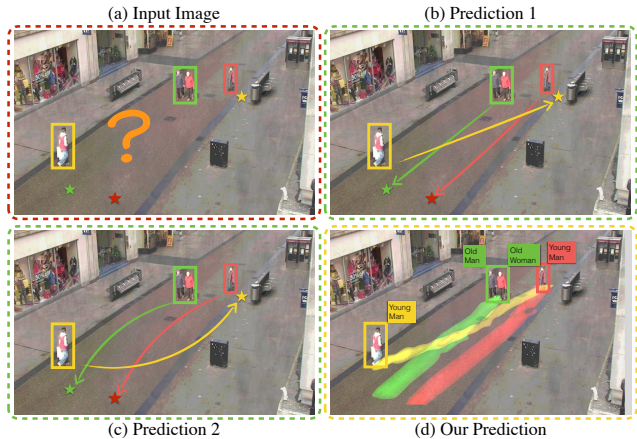 (a) Input Image
(b) Prediction 1
?
(c) Prediction 2
(d) Our Prediction
Old
Man
Old
Woman
Young
Man
Young
Man